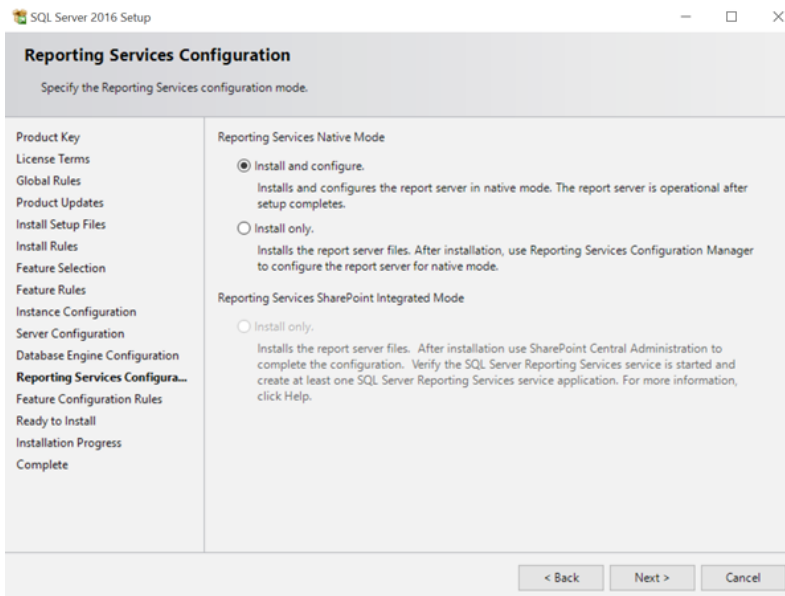 SQL Server 2016 Setup
Reporting Services Configuration
Specify the Reporting Services configuration mode.
Product Key
License Terms
Global Rules
Product Updates
Install Setup Files
Install Rules
Feature Selection
Feature Rules
Instance Configuration
Server Configuration
Database Engine Configuration
Reporting Services Configura...
Feature Configuration Rules
Ready to Install
Installation Progress
Complete
Reporting Services Native Mode
Install and configure.
Installs and configures the report server in native mode. The report server is operational after
setup completes.
Install only.
Installs the report server files. After installation, use Reporting Services Configuration Manager
to configure the report server for native mode.
Reporting Services SharePoint Integrated Mode
Install only.
Installs the report server files. After installation use SharePoint Central Administration to
complete the configuration. Verify the SQL Server Reporting Services service is started and
create at least one SQL Server Reporting Services service application. For more information,
click Help.
< Back
Next >
Cancel